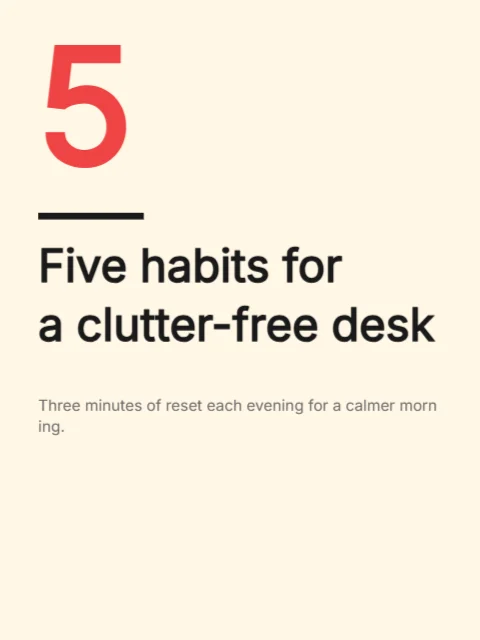 5
Five habits for
a clutter-free desk
Three minutes of reset each evening for a calmer morn
ing.